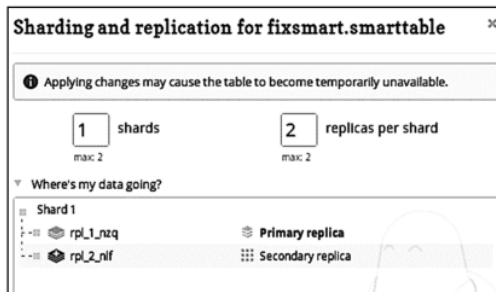 Sharding and replication for fixsmart.smarttable
Applying changes may cause the table to become temporarily unavailable.
1 shards 2 replicas per shard
max: 2 max: 2
Where's my data going?
Shard 1
rpl_1_nzq Primary replica
rpl_2_nlf Secondary replica